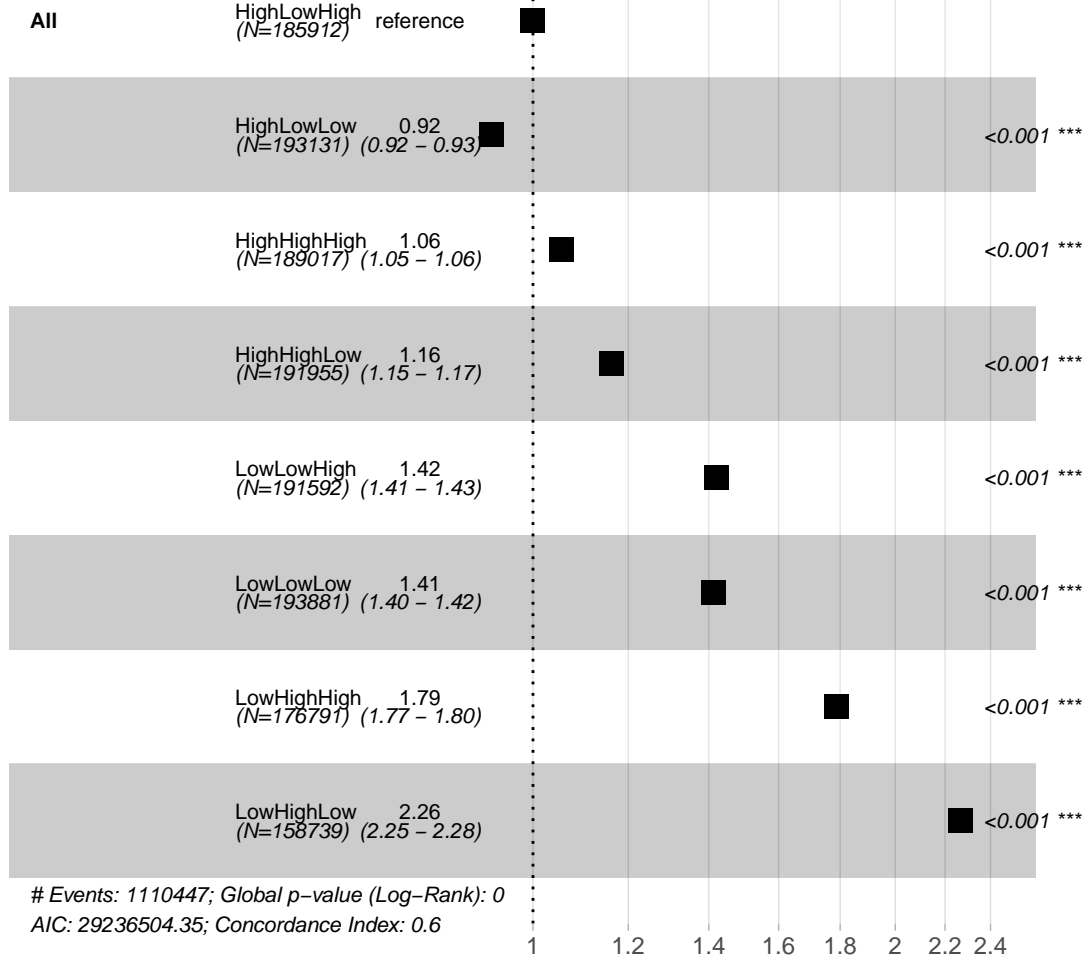 HighLowHigh
All (N=185912) reference
HighLowLow 0.92
(N=193131) (0.92 − 0.93) <0.001 ***
HighHighHigh 1.06
(N=189017) (1.05 − 1.06) <0.001 ***
HighHighLow 1.16
(N=191955) (1.15 − 1.17) <0.001 ***
LowLowHigh 1.42
(N=191592) (1.41 − 1.43) <0.001 ***
LowLowLow 1.41
(N=193881) (1.40 − 1.42) <0.001 ***
LowHighHigh 1.79
(N=176791) (1.77 − 1.80) <0.001 ***
LowHighLow 2.26
(N=158739) (2.25 − 2.28) <0.001 ***
# Events: 1110447; Global p−value (Log−Rank): 0
AIC: 29236504.35; Concordance Index: 0.6
1 1.2 1.4 1.6 1.8 2 2.2 2.4